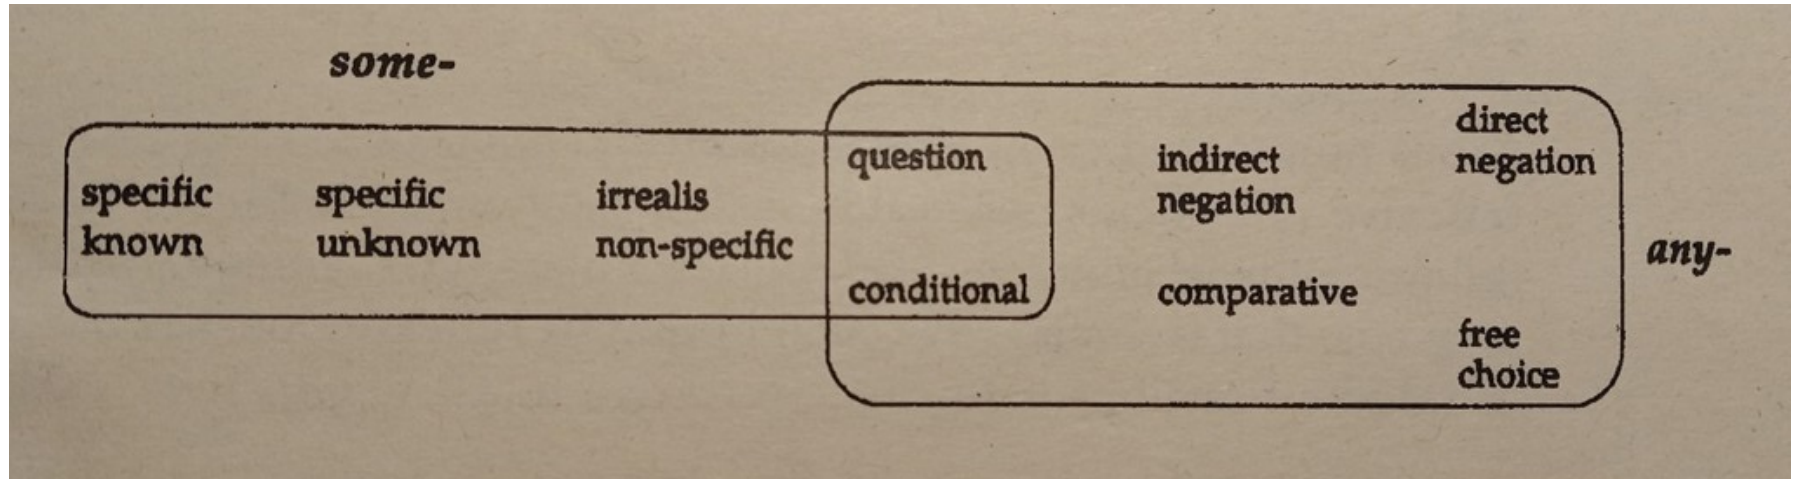 some-
specific
known
specific
unknown
irrealis
non-specific
question
conditional
indirect
negation
comparative
direct
negation
free
choice
any-